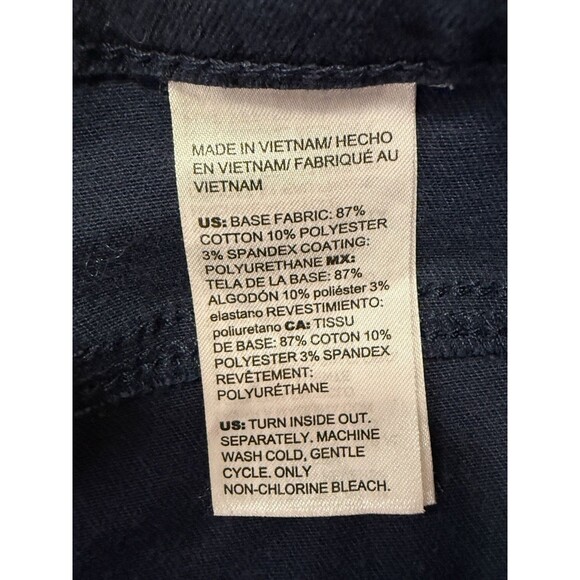 MADE IN VIETNAM/ HECHO
EN VIETNAM/ FABRIQUÉ AU
VIETNAM
US: BASE FABRIC: 87%
COTTON 10% POLYESTER
3% SPANDEX COATING:
POLYURETHANE MX:
TELA DE LA BASE: 87%
ALGODÓN 10% poliéster 3%
elastano REVESTIMIENTO:
poliuretano CA: TISSU
DE BASE: 87% COTON 10%
POLYESTER 3% SPANDEX
REVÊTEMENT:
POLYURÉTHANE
US: TURN INSIDE OUT.
SEPARATELY. MACHINE
WASH COLD, GENTLE
CYCLE. ONLY
NON-CHLORINE BLEACH.